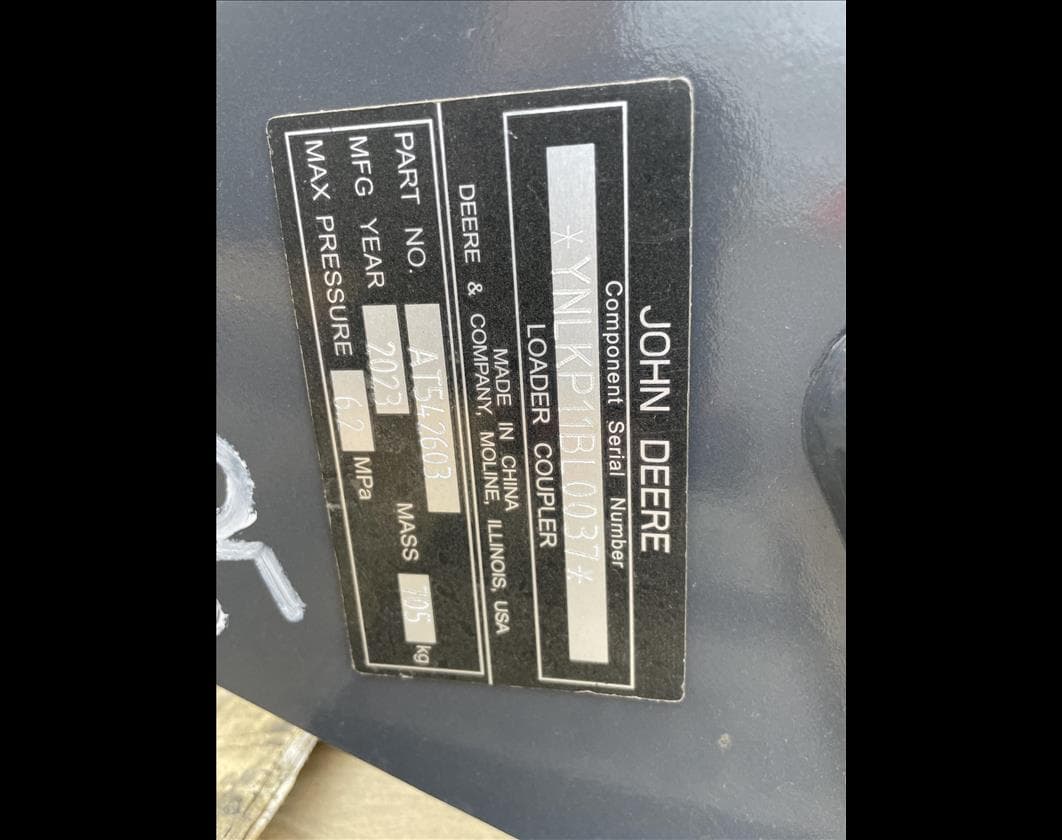 JOHN DEERE
Component Serial Number
*YNLKP11BL0037*
LOADER COUPLER
MADE IN CHINA
DEERE & COMPANY, MOLINE, ILLINOIS, USA
PART NO. AT542603 MASS 705 kg
MFG YEAR 2023
MAX PRESSURE 6.2 MPa